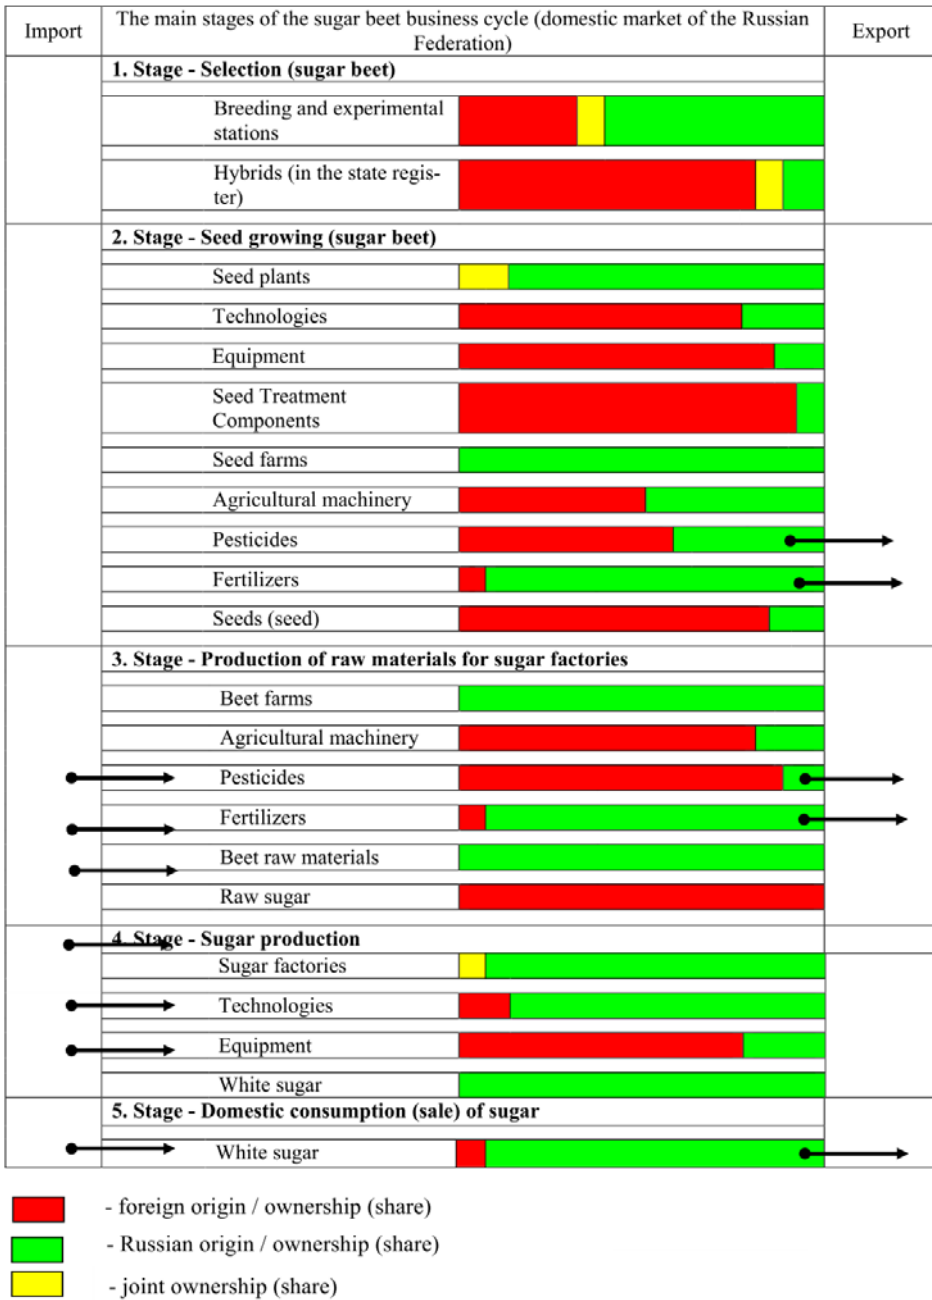 Import
The main stages of the sugar beet business cycle (domestic market of the Russian
Federation)
Export
1. Stage - Selection (sugar beet)
Breeding and experimental
stations
Hybrids (in the state regis-
ter)
2. Stage - Seed growing (sugar beet)
Seed plants
Technologies
Equipment
Seed Treatment
Components
Seed farms
Agricultural machinery
Pesticides
Fertilizers
Seeds (seed)
3. Stage - Production of raw materials for sugar factories
Beet farms
Agricultural machinery
Pesticides
Fertilizers
Beet raw materials
Raw sugar
4. Stage - Sugar production
Sugar factories
Technologies
Equipment
White sugar
5. Stage - Domestic consumption (sale) of sugar
White sugar
- foreign origin / ownership (share)
- Russian origin / ownership (share)
- joint ownership (share)